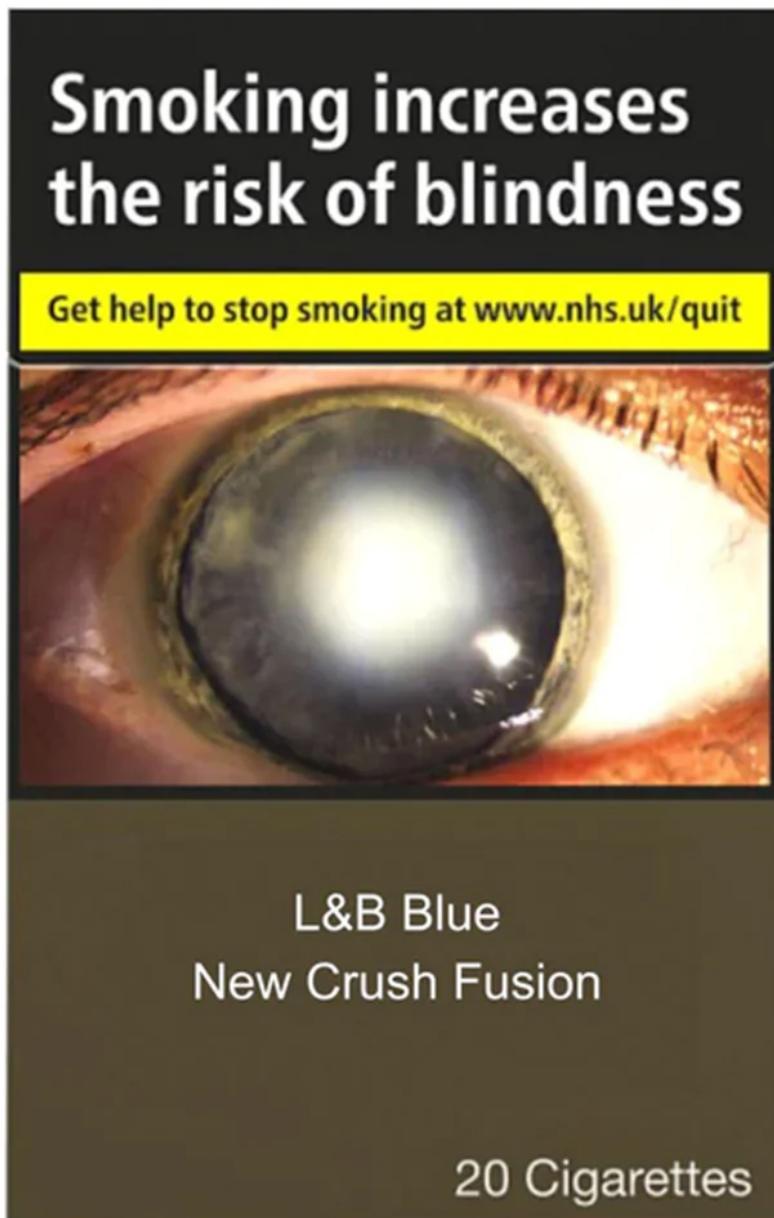 Smoking increases
the risk of blindness
Get help to stop smoking at www.nhs.uk/quit
L&B Blue
New Crush Fusion
20 Cigarettes